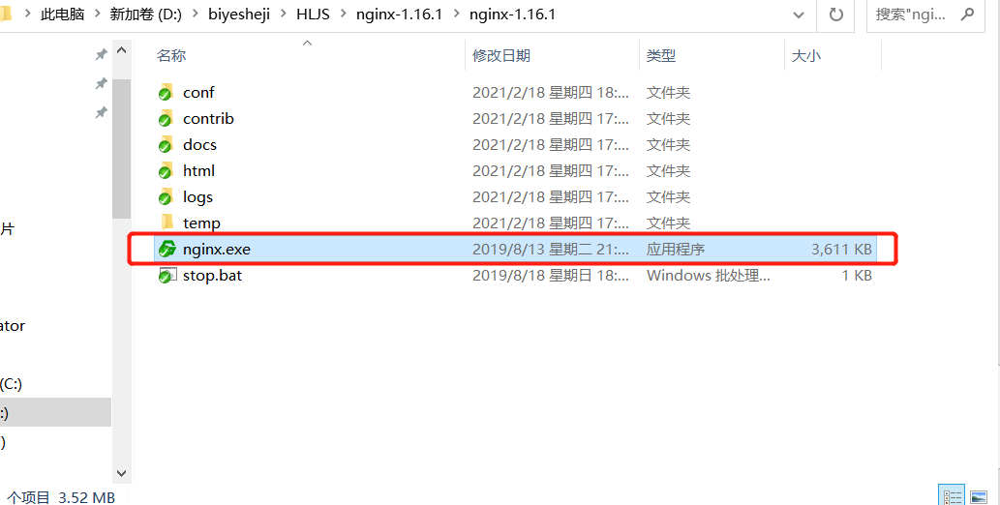 此电脑 > 新加卷 (D:) > biyesheji > HLJS > nginx-1.16.1 > nginx-1.16.1 搜索"ngi...
名称 修改日期 类型 大小
conf 2021/2/18 星期四 18:... 文件夹
contrib 2021/2/18 星期四 17:... 文件夹
docs 2021/2/18 星期四 17:... 文件夹
html 2021/2/18 星期四 17:... 文件夹
logs 2021/2/18 星期四 17:... 文件夹
片 temp 2021/2/18 星期四 17:... 文件夹
nginx.exe 2019/8/13 星期二 21:... 应用程序 3,611 KB
stop.bat 2019/8/18 星期日 18:... Windows 批处理... 1 KB
ator
(C:)
:)
)
个项目 3.52 MB